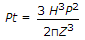 Pt = 3 H³P² / 2πZ³